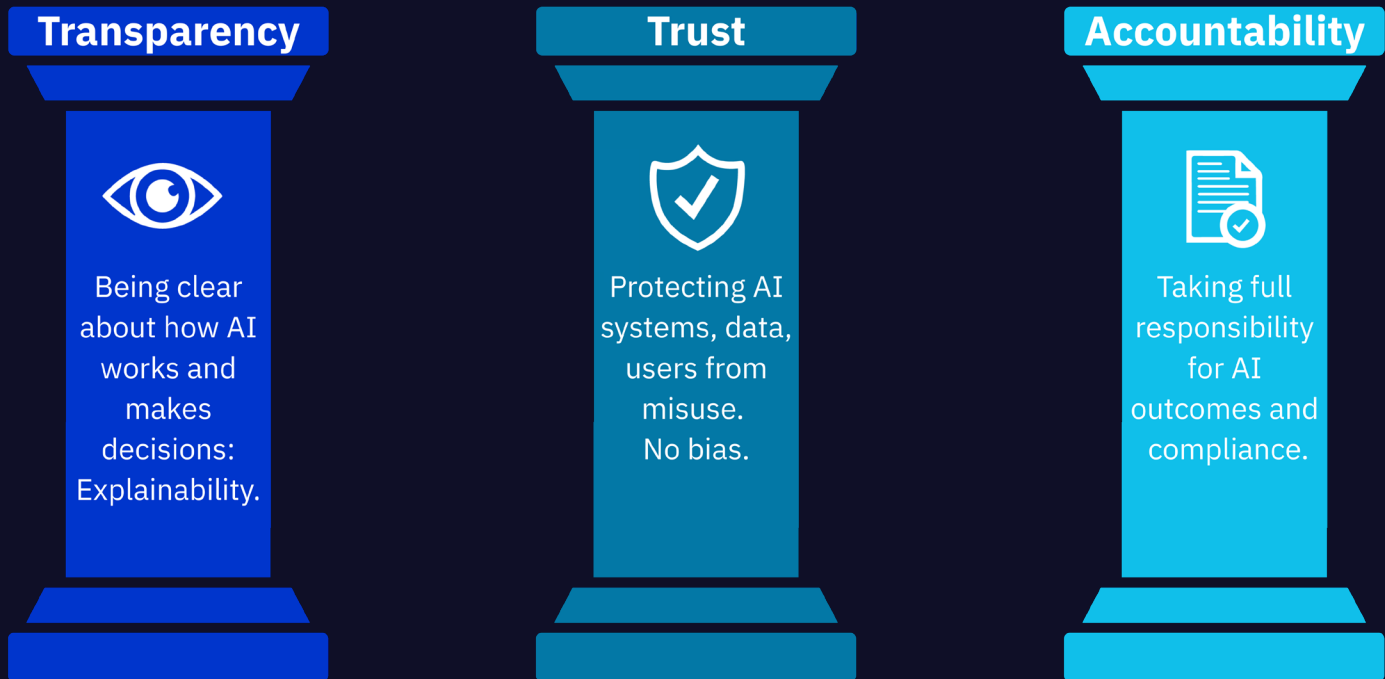 Transparency
Being clear
about how AI
works and
makes
decisions:
Explainability.
Trust
Protecting AI
systems, data,
users from
misuse.
No bias.
Accountability
Taking full
responsibility
for AI
outcomes and
compliance.